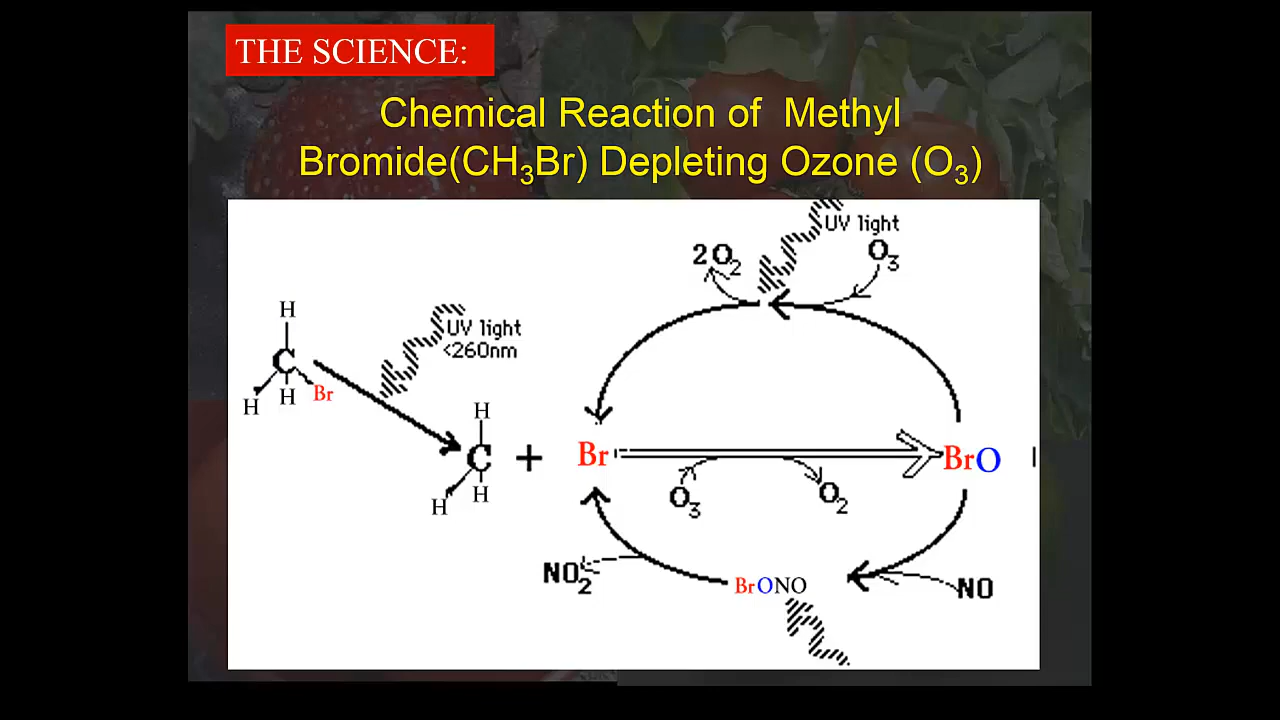 THE SCIENCE:
Chemical Reaction of Methyl
Bromide(CH₃Br) Depleting Ozone (O₃)
UV light
2O₂
O₃
H
UV light
<260nm
C
H
H
Br
H
C
H
H
+
Br
BrO
O₃
O₂
NO₂
BrONO
NO